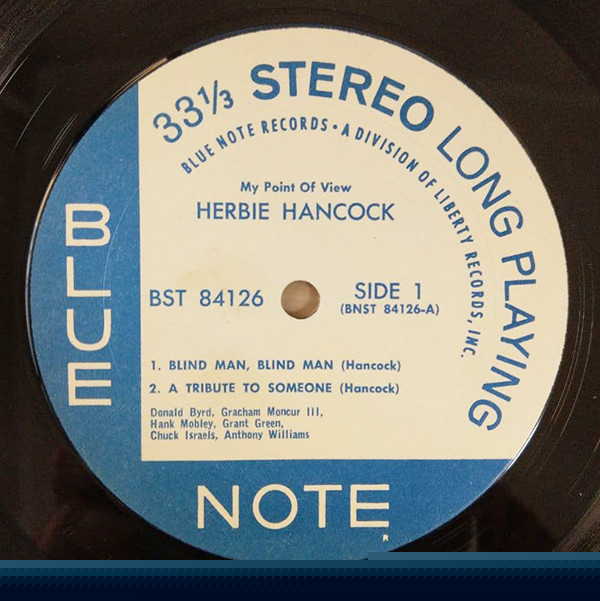 33⅓ STEREO LONG PLAYING
BLUE NOTE RECORDS • A DIVISION OF LIBERTY RECORDS, INC.
My Point Of View
HERBIE HANCOCK
BST 84126
SIDE 1
(BNST 84126-A)
1. BLIND MAN, BLIND MAN (Hancock)
2. A TRIBUTE TO SOMEONE (Hancock)
Donald Byrd, Gracham Moncur III,
Hank Mobley, Grant Green,
Chuck Israels, Anthony Williams
BLUE
NOTE
R